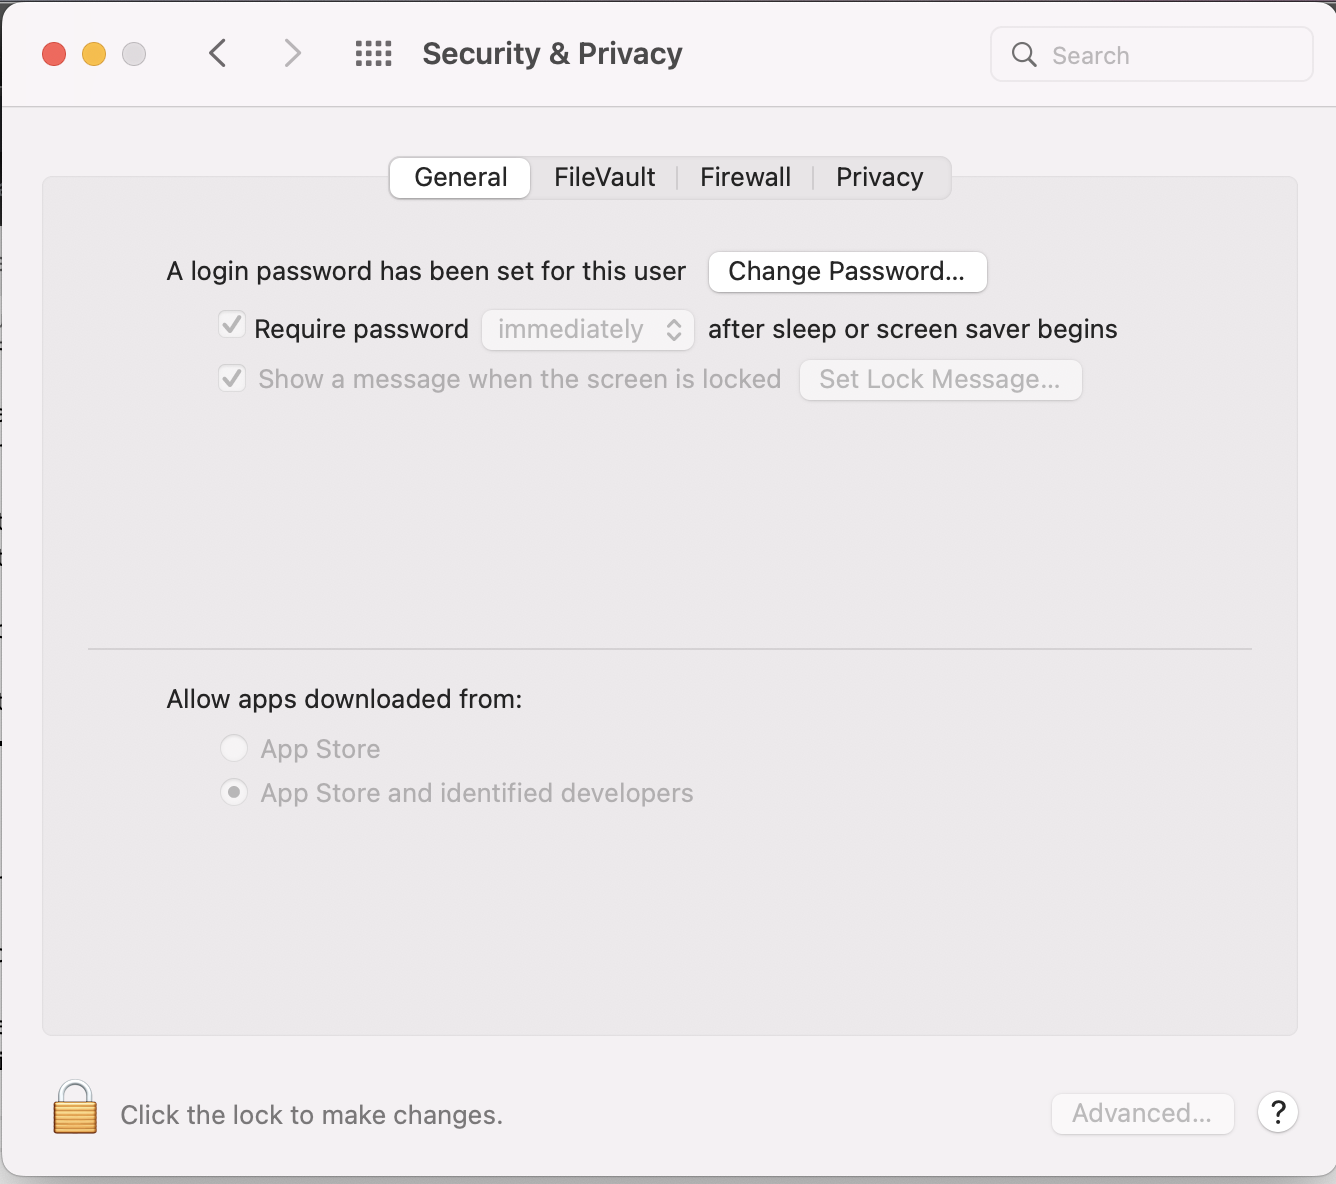 Security & Privacy
Search
General FileVault Firewall Privacy
A login password has been set for this user Change Password...
Require password immediately after sleep or screen saver begins
Show a message when the screen is locked Set Lock Message...
Allow apps downloaded from:
App Store
App Store and identified developers
Click the lock to make changes.
Advanced... ?